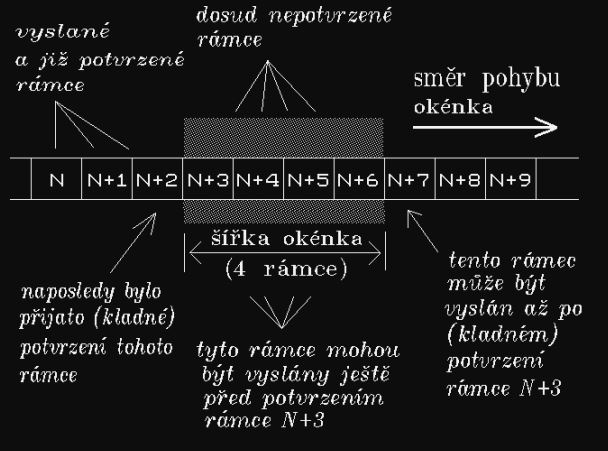 vyslané
a již potvrzené
rámce
dosud nepotvrzené
rámce
směr pohybu
okénka
N N+1 N+2 N+3 N+4 N+5 N+6 N+7 N+8 N+9
šířka okénka
(4 rámce)
naposledy bylo
přijato (kladné)
potvrzení tohoto
rámce
tyto rámce mohou
být vyslány ještě
před potvrzením
rámce N+3
tento rámec
může být
vyslán až po
(kladném)
potvrzení
rámce N+3